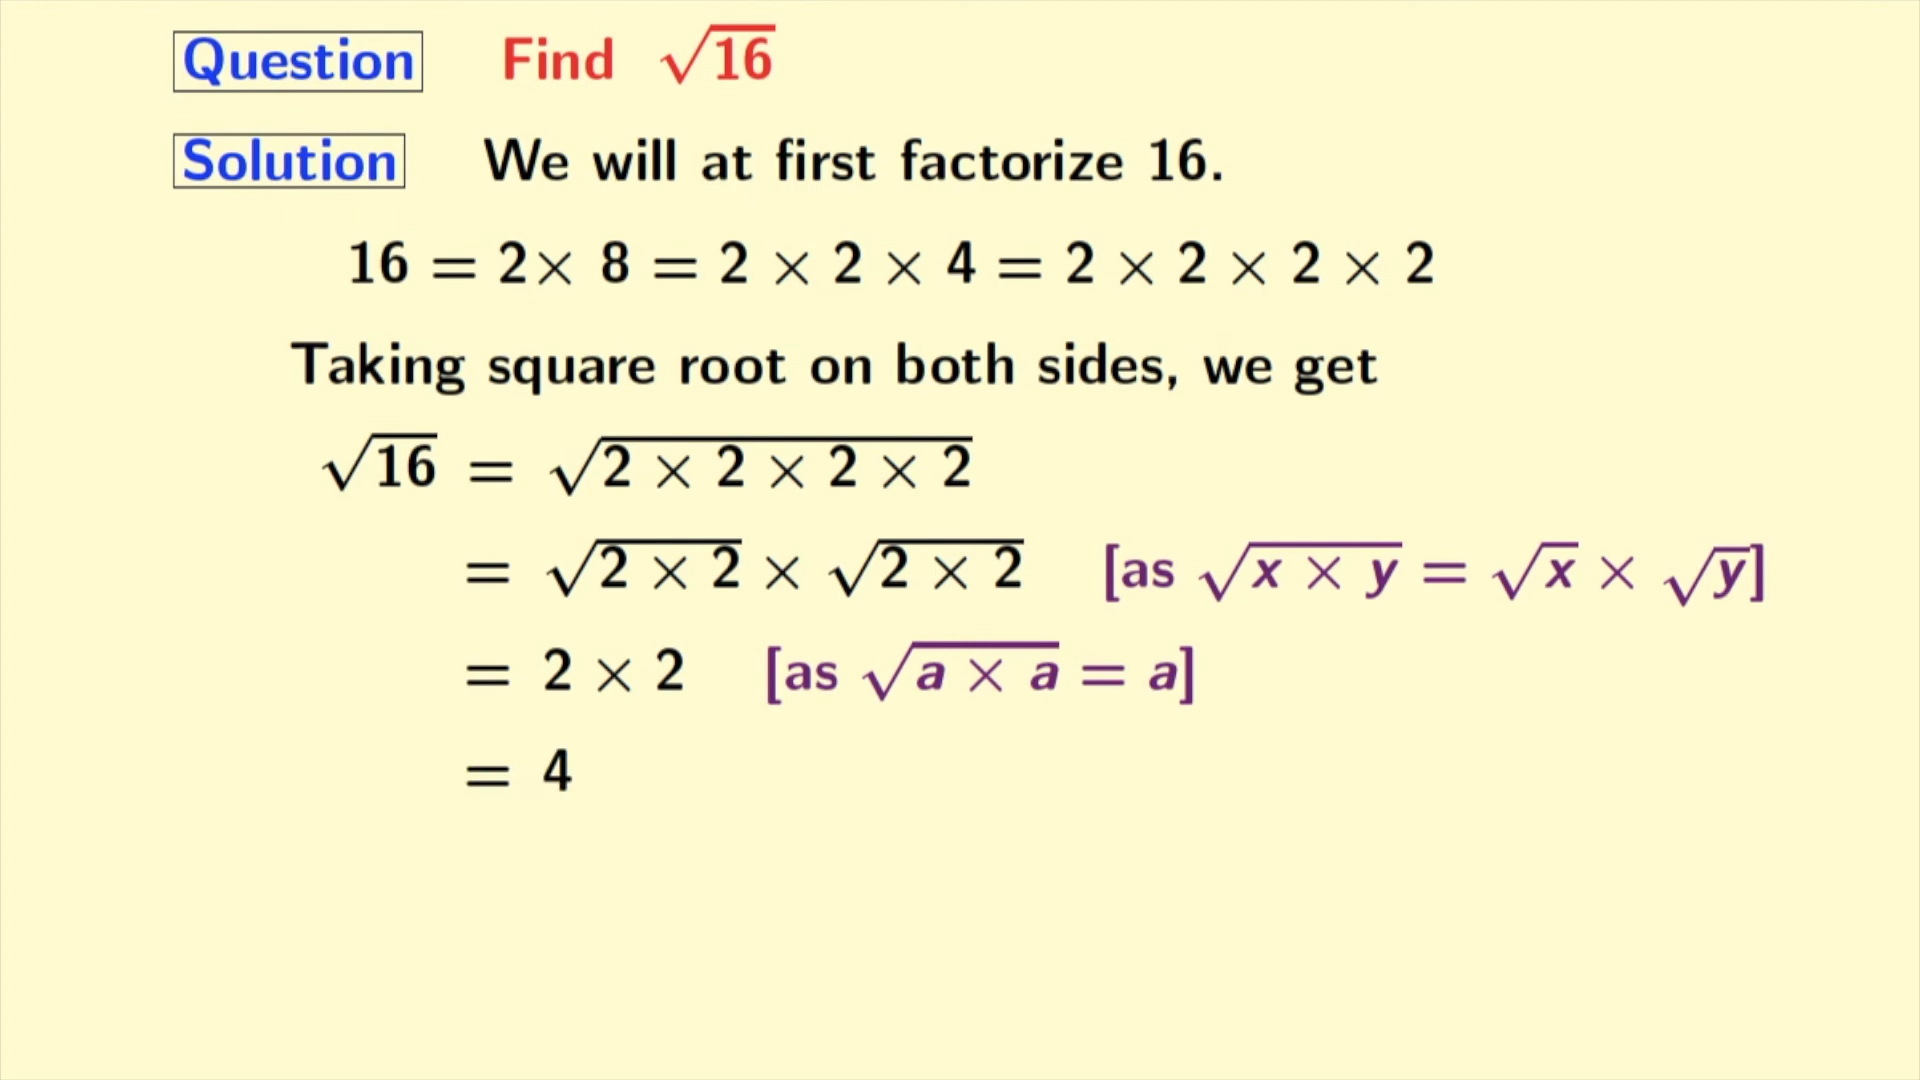 Question Find √16
Solution We will at first factorize 16.
16 = 2× 8 = 2 × 2 × 4 = 2 × 2 × 2 × 2
Taking square root on both sides, we get
√16 = √(2 × 2 × 2 × 2)
= √(2 × 2) × √(2 × 2) [as √(x × y) = √x × √y]
= 2 × 2 [as √(a × a) = a]
= 4